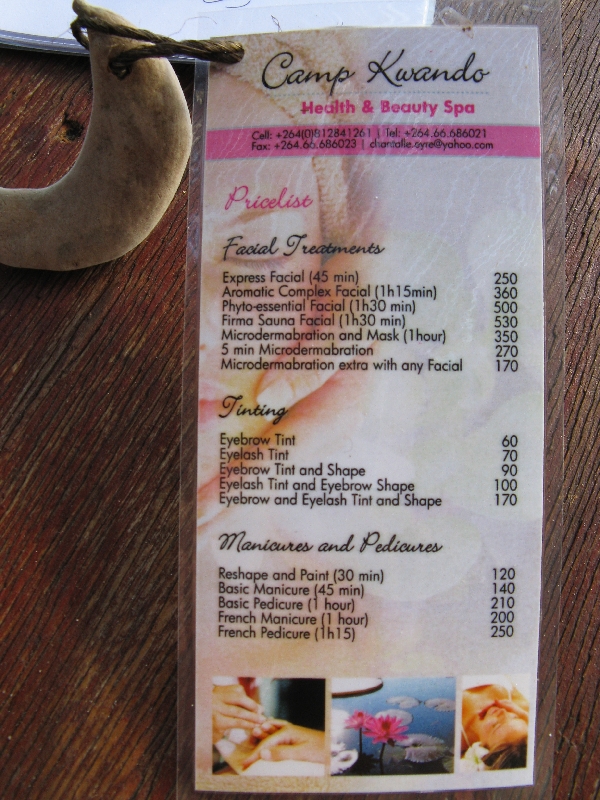 Camp Kwando
Health & Beauty Spa
Cell: +264(0)812841261 | Tel: +264.66.686021
Fax: +264.66.686023 | chantalle.eyre@yahoo.com
Pricelist
Facial Treatments
Express Facial (45 min) 250
Aromatic Complex Facial (1h15min) 360
Phyto-essential Facial (1h30 min) 500
Firma Sauna Facial (1h30 min) 530
Microdermabration and Mask (1hour) 350
5 min Microdermabration 270
Microdermabration extra with any Facial 170
Tinting
Eyebrow Tint 60
Eyelash Tint 70
Eyebrow Tint and Shape 90
Eyelash Tint and Eyebrow Shape 100
Eyebrow and Eyelash Tint and Shape 170
Manicures and Pedicures
Reshape and Paint (30 min) 120
Basic Manicure (45 min) 140
Basic Pedicure (1 hour) 210
French Manicure (1 hour) 200
French Pedicure (1h15) 250